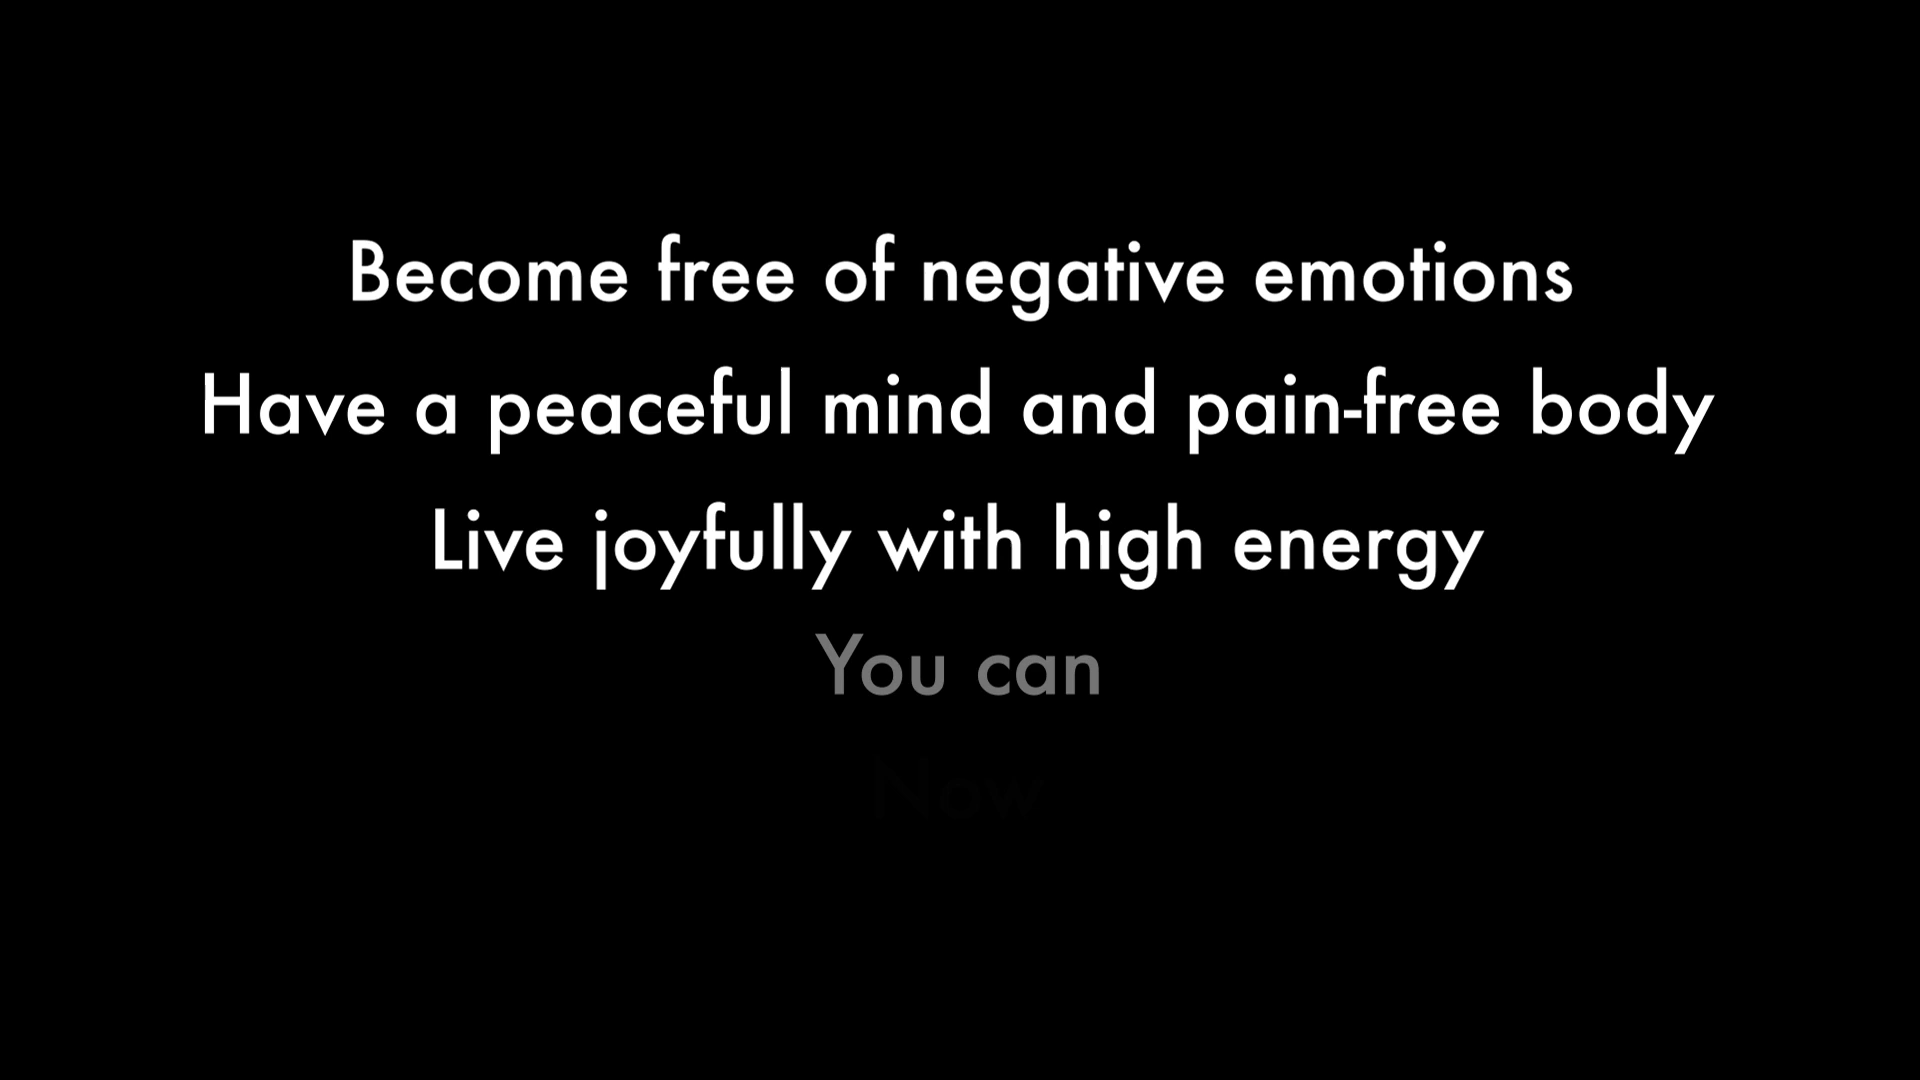 Become free of negative emotions
Have a peaceful mind and pain-free body
Live joyfully with high energy
You can
Now